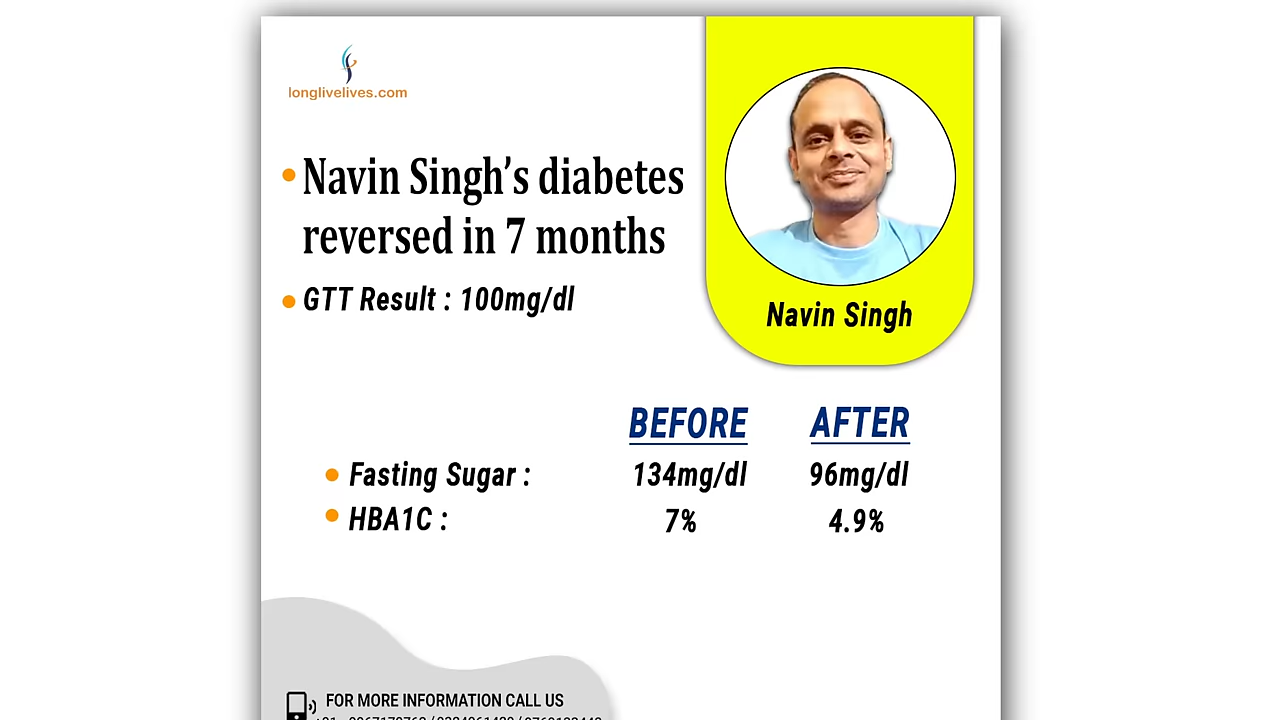 longlivelives.com
Navin Singh's diabetes
reversed in 7 months
GTT Result : 100mg/dl
Navin Singh
BEFORE AFTER
Fasting Sugar : 134mg/dl 96mg/dl
HBA1C : 7% 4.9%
FOR MORE INFORMATION CALL US